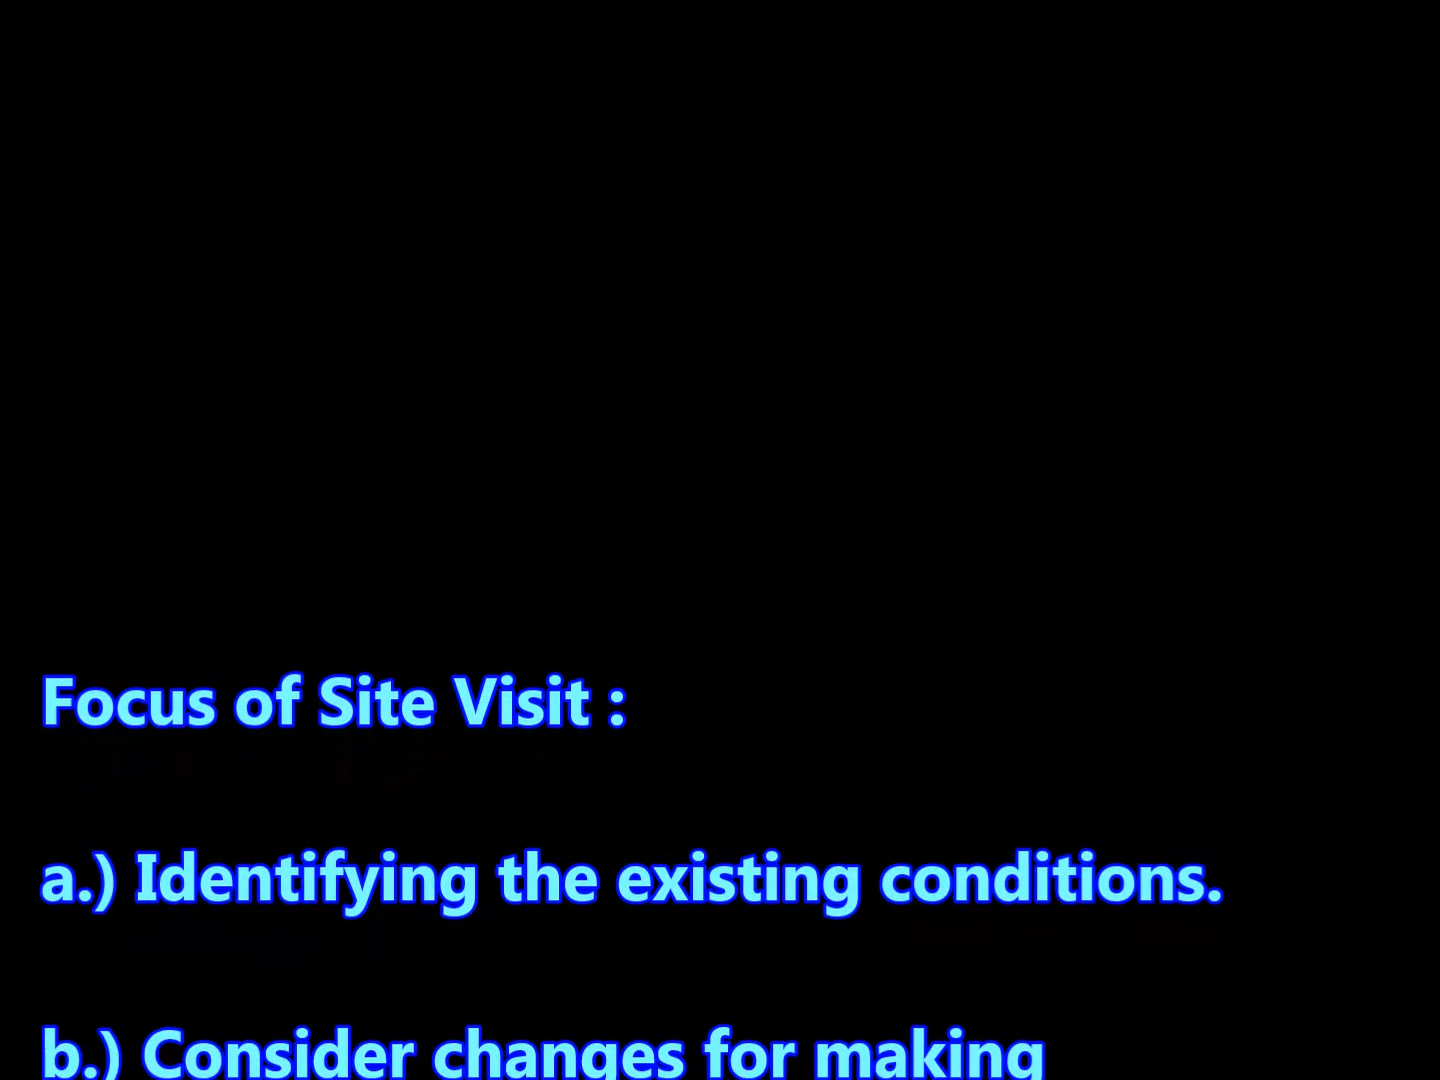 Focus of Site Visit :
a.) Identifying the existing conditions.
b.) Consider changes for making